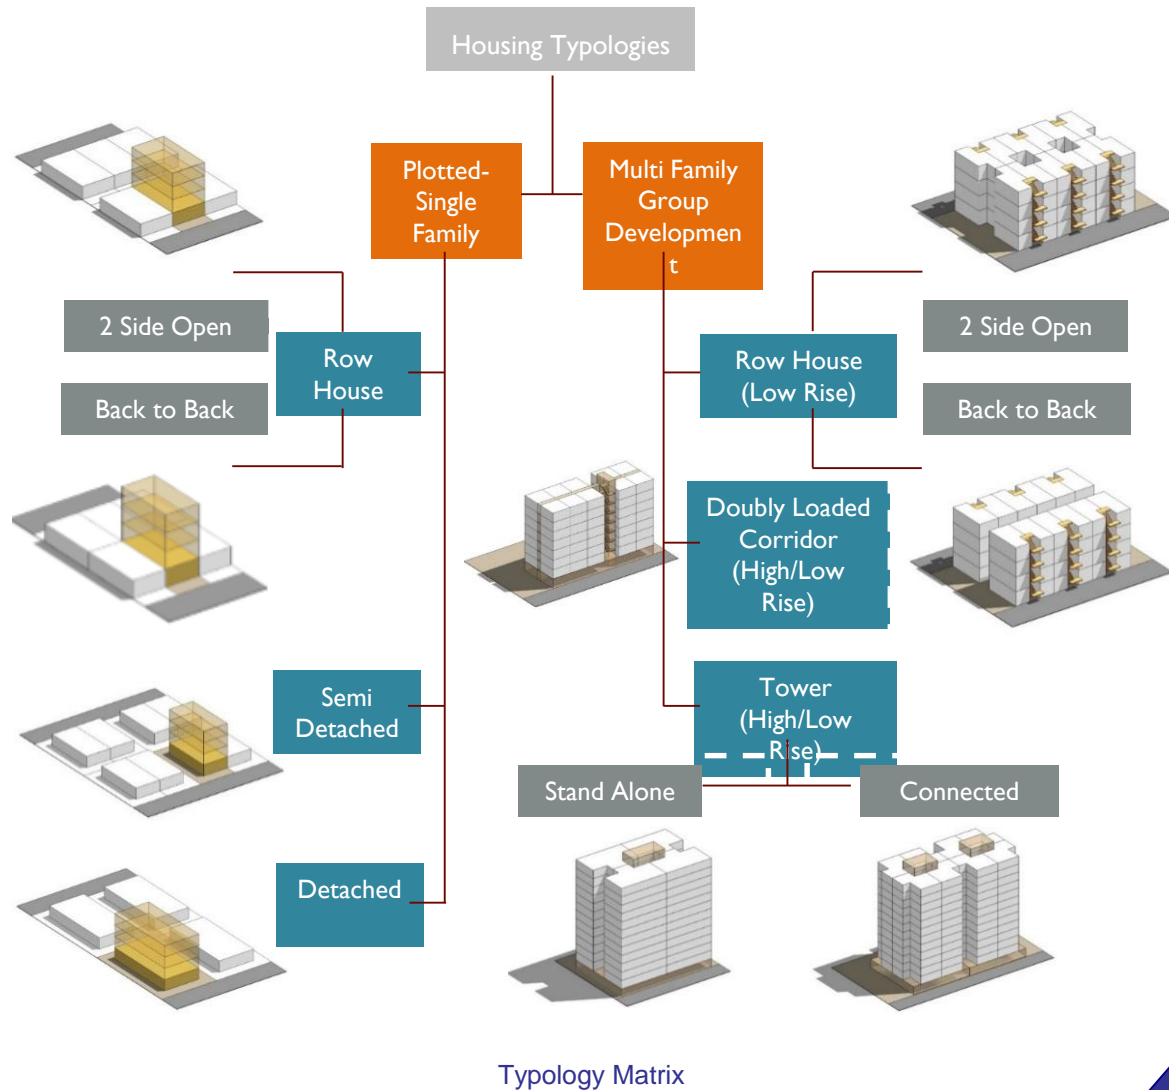 Housing Typologies
Plotted-
Single
Family
Multi Family
Group
Developmen
t
2 Side Open
Row
House
Back to Back
Row House
(Low Rise)
2 Side Open
Back to Back
Doubly Loaded
Corridor
(High/Low
Rise)
Semi
Detached
Tower
(High/Low
Rise)
Stand Alone
Connected
Detached
Typology Matrix